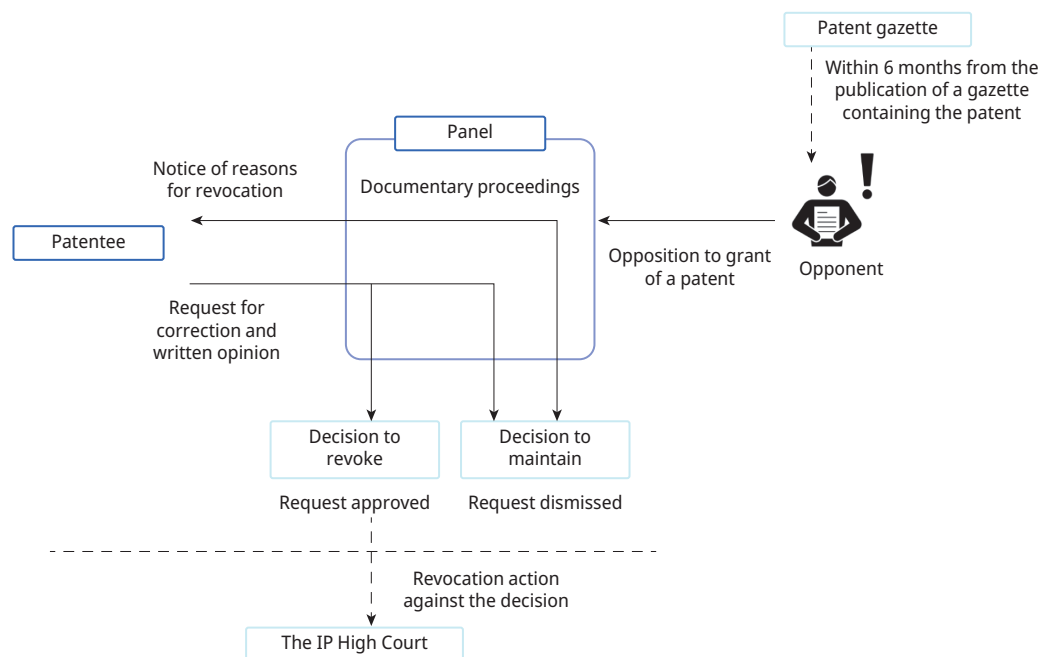 Patent gazette
Within 6 months from the
publication of a gazette
containing the patent
Panel
Notice of reasons
for revocation
Documentary proceedings
Patentee
Opposition to grant
of a patent
Opponent
Request for
correction and
written opinion
Decision to
revoke
Decision to
maintain
Request approved
Request dismissed
Revocation action
against the decision
The IP High Court